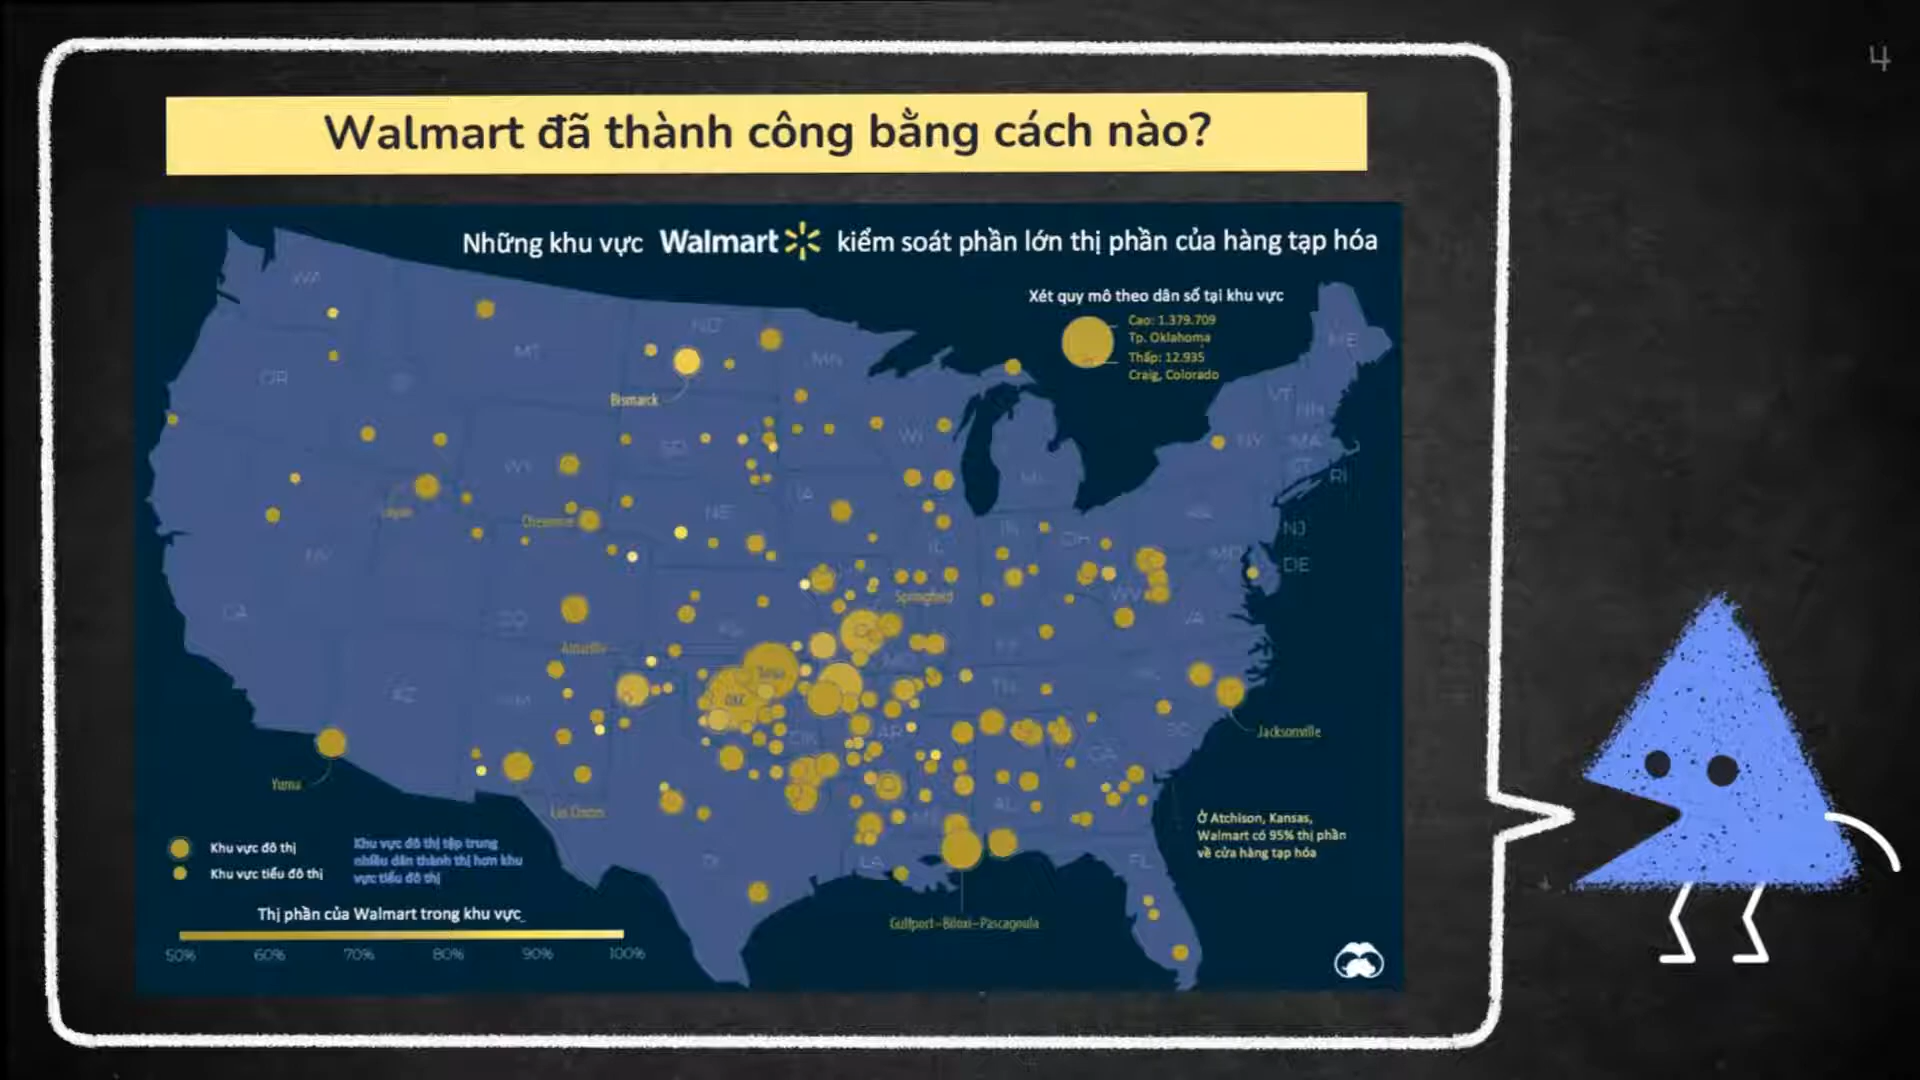 4
Walmart đã thành công bằng cách nào?
Những khu vực Walmart kiểm soát phần lớn thị phần của hàng tạp hóa
Xét quy mô theo dân số tại khu vực
Cao: 1.379.709
Tp. Oklahoma
Thấp: 12.935
Craig, Colorado
WA
ND
MT
MN
ME
OR
VT
NH
WI
NY
MA
SD
WY
CT
RI
MI
Bismarck
IA
NE
Logan
Cheyenne
IN
OH
IL
NJ
NV
MD
DE
Springfield
WV
CA
CO
VA
KS
KY
Amarillo
MO
Tulsa
OKC
AZ
NM
TN
AR
SC
Jacksonville
GA
Yuma
Las Cruces
AL
MS
TX
LA
FL
Ở Atchison, Kansas,
Walmart có 95% thị phần
về cửa hàng tạp hóa
Khu vực đô thị
Khu vực tiểu đô thị
Khu vực đô thị tập trung
nhiều dân thành thị hơn khu
vực tiểu đô thị
Gulfport-Biloxi-Pascagoula
Thị phần của Walmart trong khu vực
50% 60% 70% 80% 90% 100%